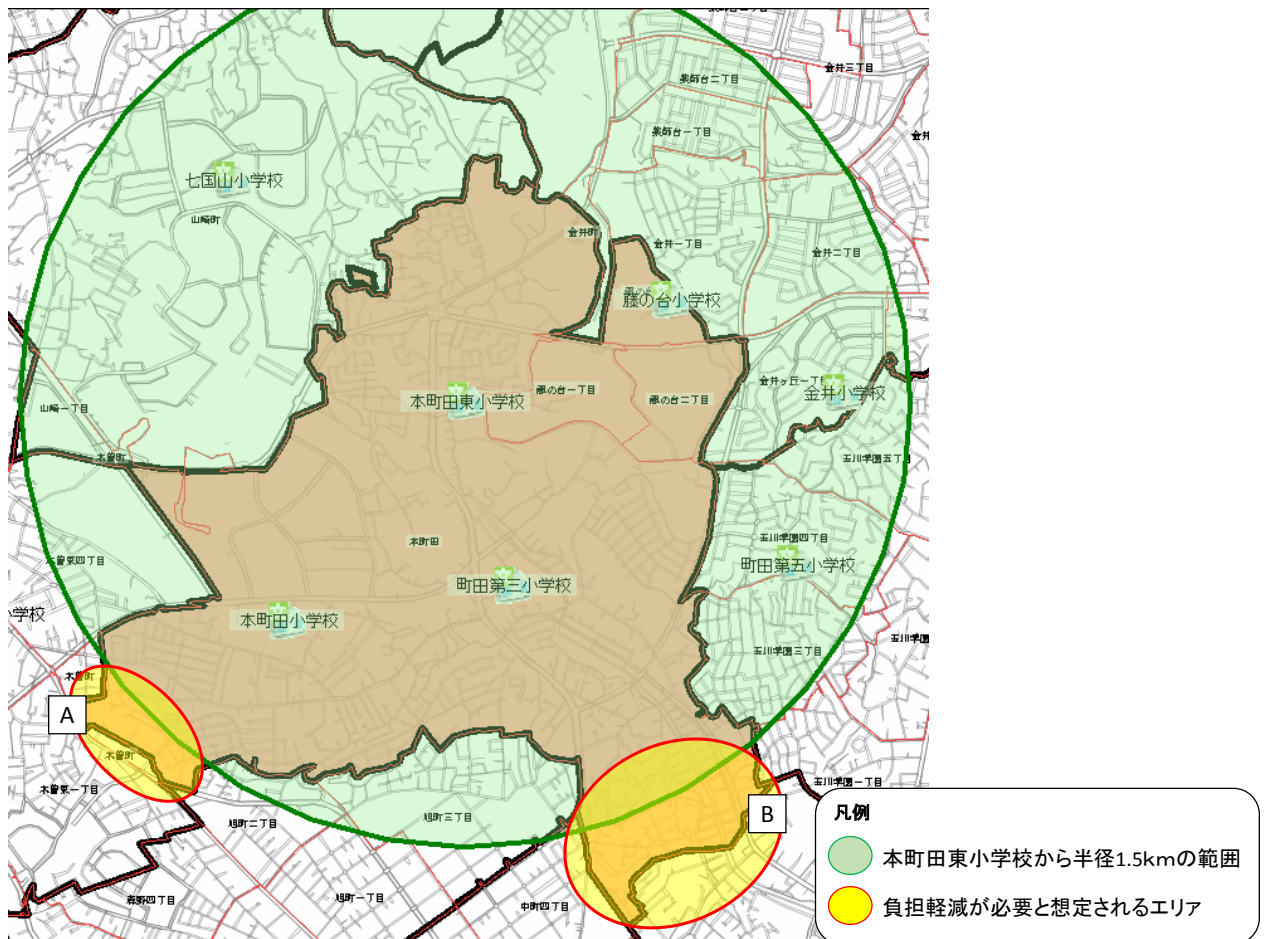 金井三丁目
薬師台二丁目
薬師台一丁目
七国山小学校
山崎町
金井町
金井一丁目
金井二丁目
藤の台小学校
本町田東小学校
藤の台一丁目
藤の台二丁目
金井ヶ丘一丁目
金井小学校
山崎一丁目
木曽町
玉川学園五丁目
本町田
玉川学園四丁目
木曽東四丁目
町田第五小学校
町田第三小学校
本町田小学校
小学校
玉川学園三丁目
木曽町
A
木曽町
玉川学園一丁目
木曽東一丁目
旭町三丁目
旭町二丁目
B
森野四丁目
旭町一丁目
中町四丁目
凡例
本町田東小学校から半径1.5kmの範囲
負担軽減が必要と想定されるエリア